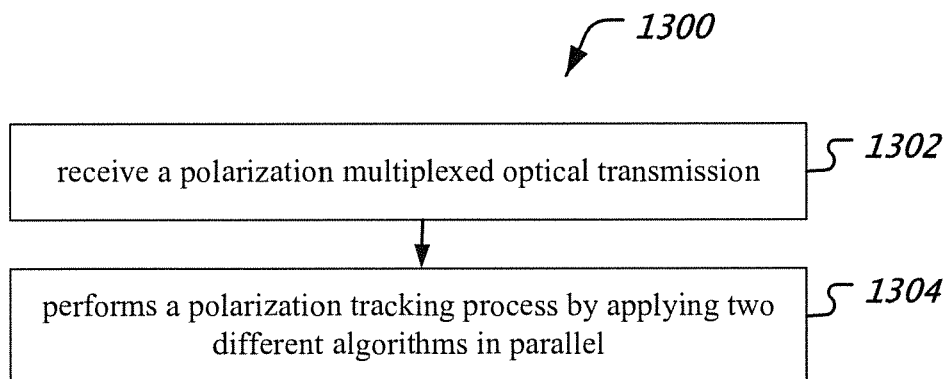 1300
receive a polarization multiplexed optical transmission
1302
performs a polarization tracking process by applying two
different algorithms in parallel
1304